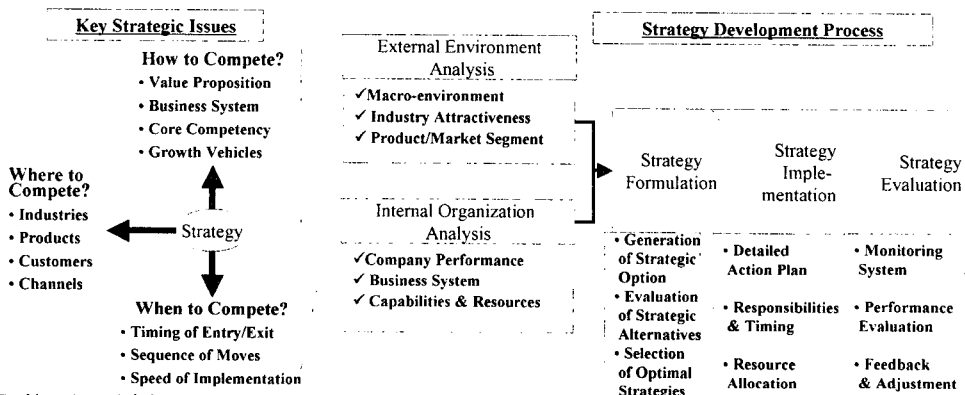 Key Strategic Issues
How to Compete?
• Value Proposition
• Business System
• Core Competency
• Growth Vehicles
Where to
Compete?
• Industries
• Products
• Customers
• Channels
Strategy
When to Compete?
• Timing of Entry/Exit
• Sequence of Moves
• Speed of Implementation
External Environment
Analysis
✓Macro-environment
✓ Industry Attractiveness
✓ Product/Market Segment
Internal Organization
Analysis
✓Company Performance
✓ Business System
✓ Capabilities & Resources
Strategy Development Process
Strategy
Formulation
• Generation
of Strategic
Option
• Evaluation
of Strategic
Alternatives
• Selection
of Optimal
Strategies
Strategy
Imple-
mentation
• Detailed
Action Plan
• Responsibilities
& Timing
• Resource
Allocation
Strategy
Evaluation
• Monitoring
System
• Performance
Evaluation
• Feedback
& Adjustment